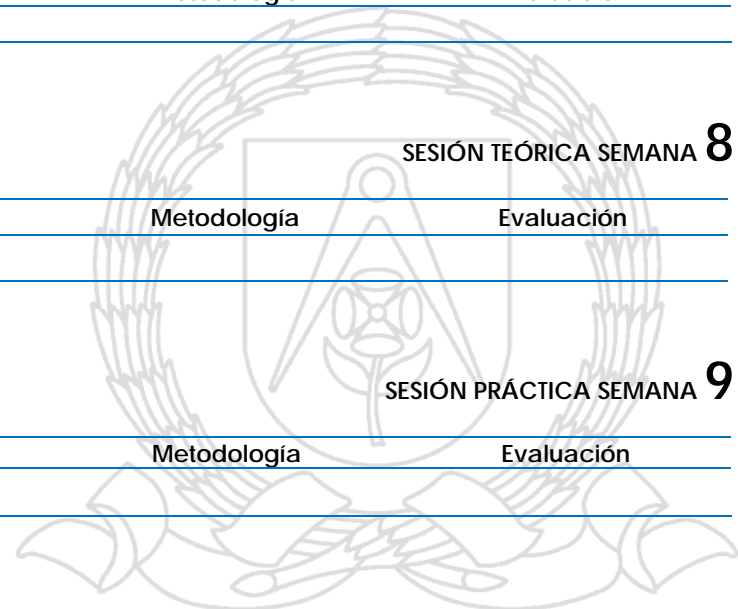 SESIÓN TEÓRICA SEMANA 8
Metodología Evaluación
SESIÓN PRÁCTICA SEMANA 9
Metodología Evaluación